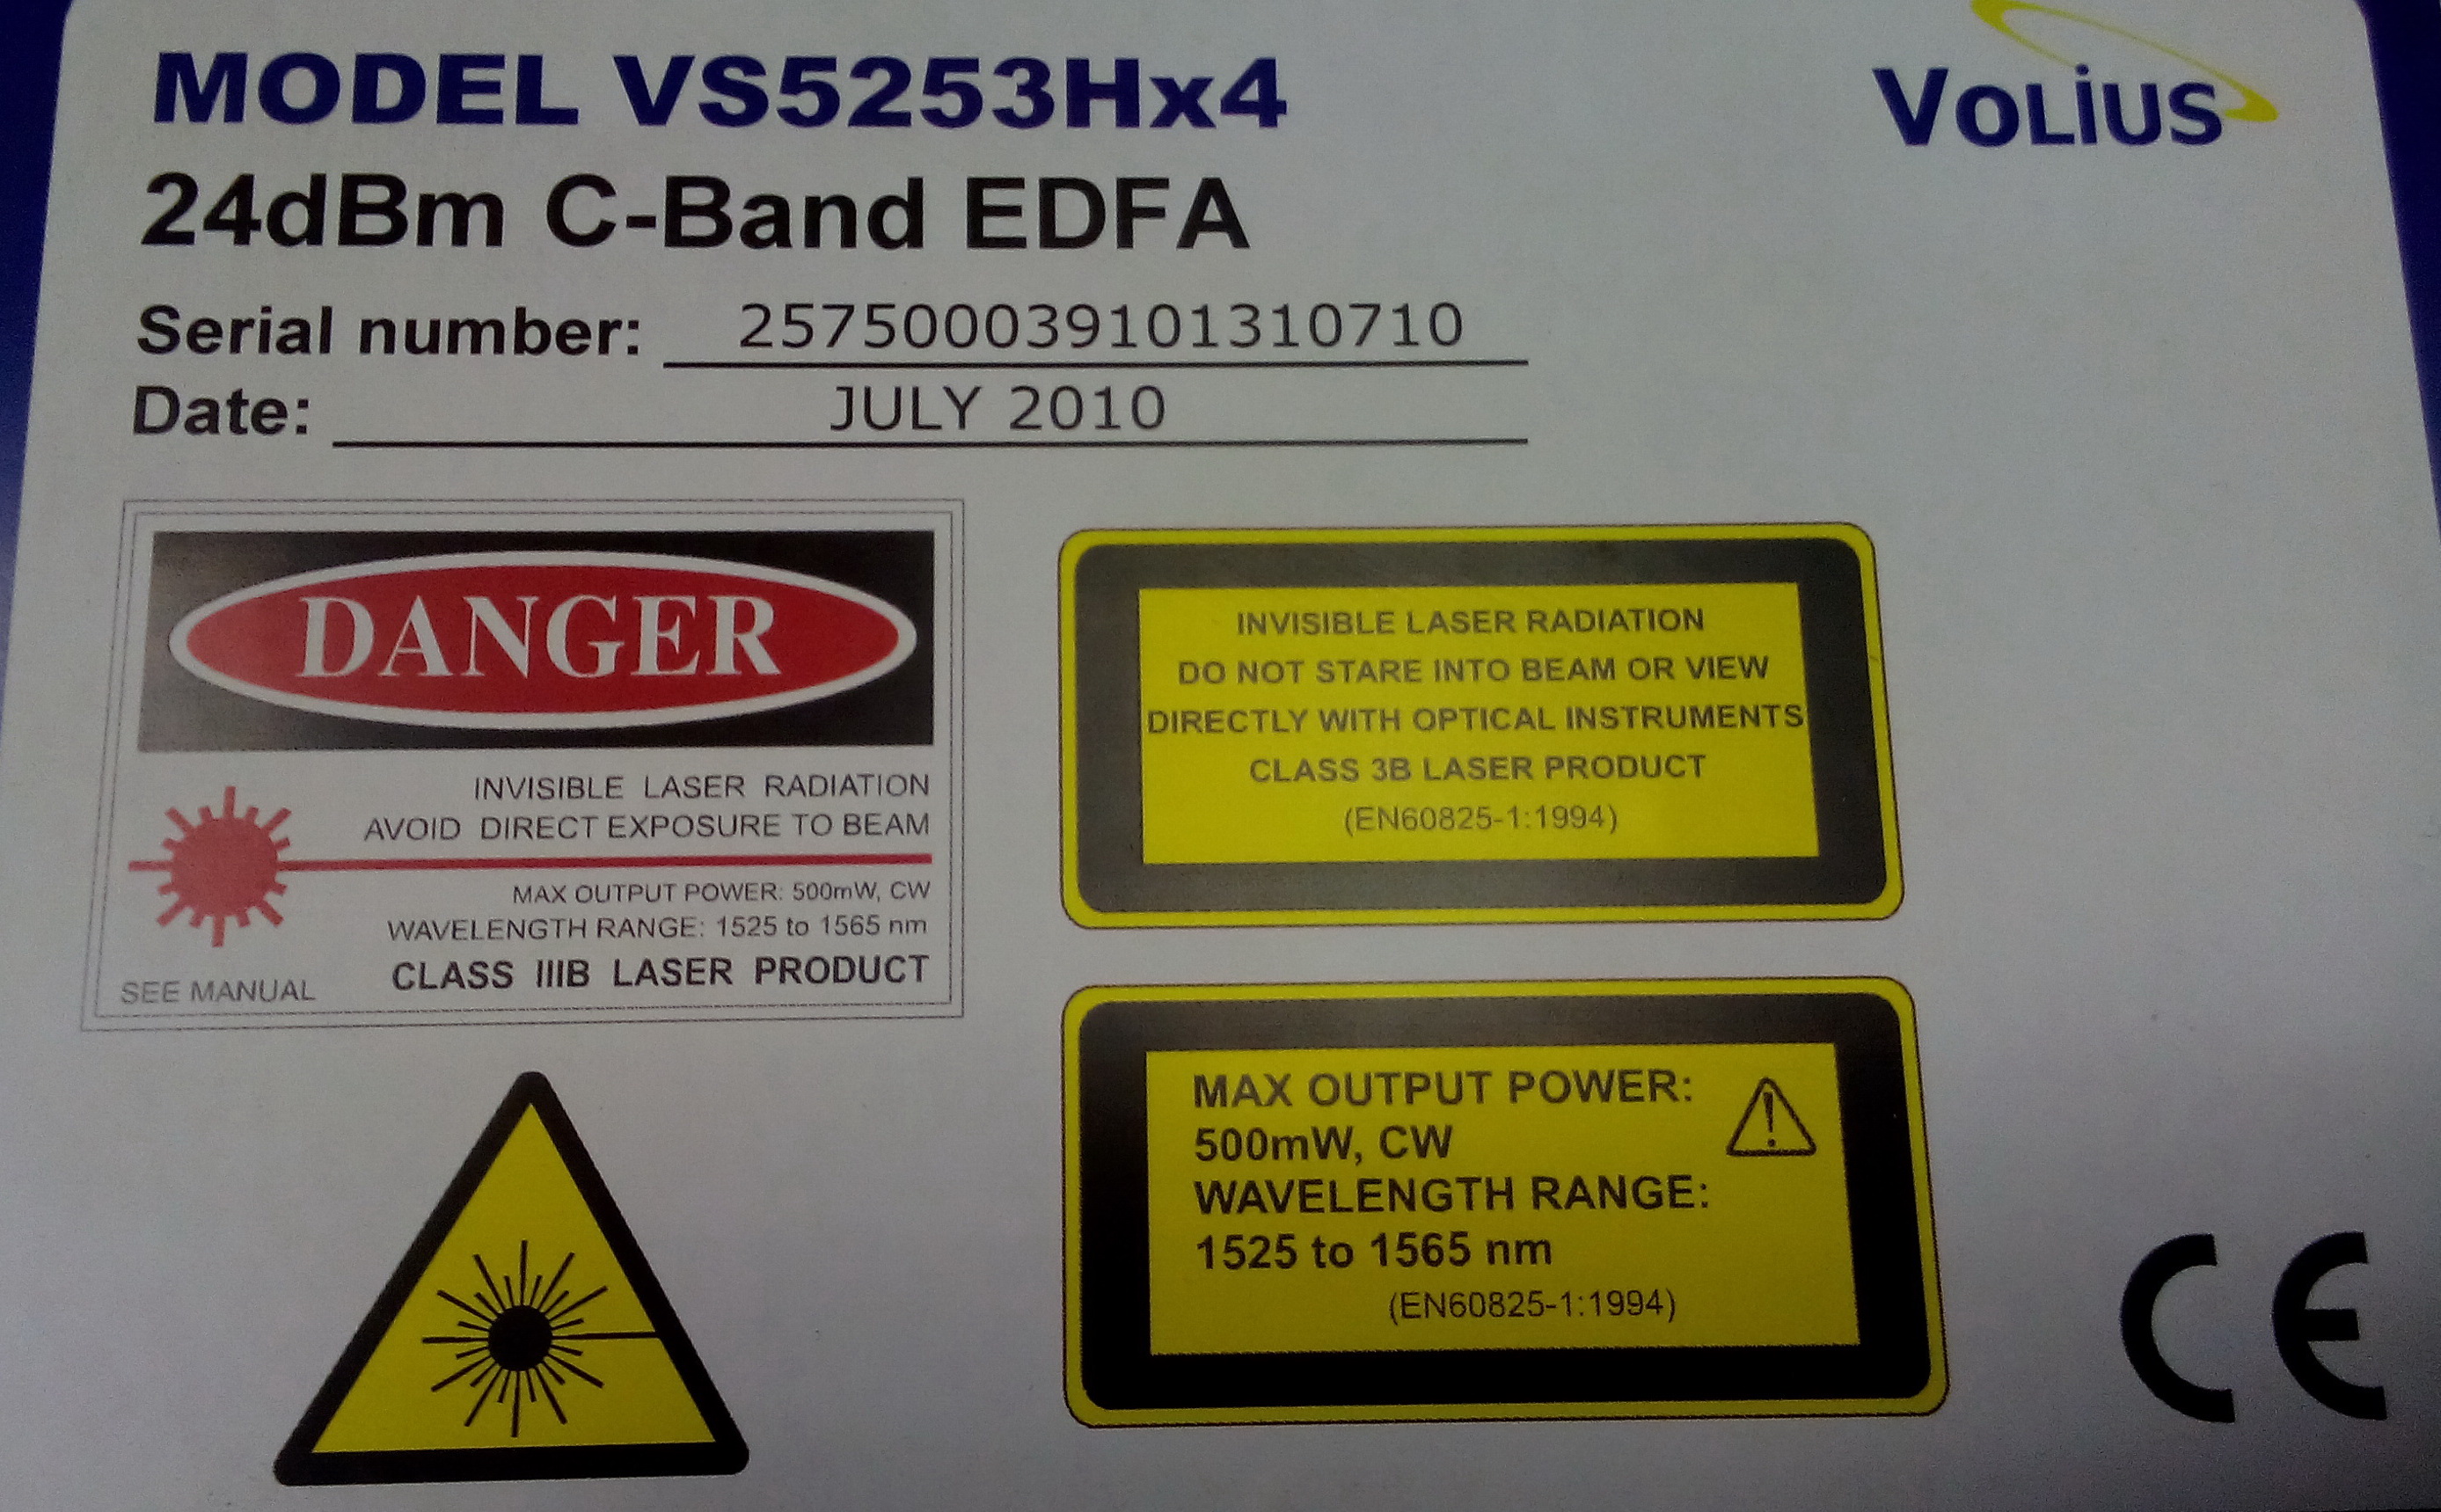 MODEL VS5253Hx4
VOLiUS
24dBm C-Band EDFA
Serial number: 257500039101310710
Date: JULY 2010
DANGER
INVISIBLE LASER RADIATION
AVOID DIRECT EXPOSURE TO BEAM
MAX OUTPUT POWER: 500mW, CW
WAVELENGTH RANGE: 1525 to 1565 nm
CLASS IIIB LASER PRODUCT
SEE MANUAL
INVISIBLE LASER RADIATION
DO NOT STARE INTO BEAM OR VIEW
DIRECTLY WITH OPTICAL INSTRUMENTS
CLASS 3B LASER PRODUCT
(EN60825-1:1994)
MAX OUTPUT POWER:
500mW, CW
WAVELENGTH RANGE:
1525 to 1565 nm
(EN60825-1:1994)
CE